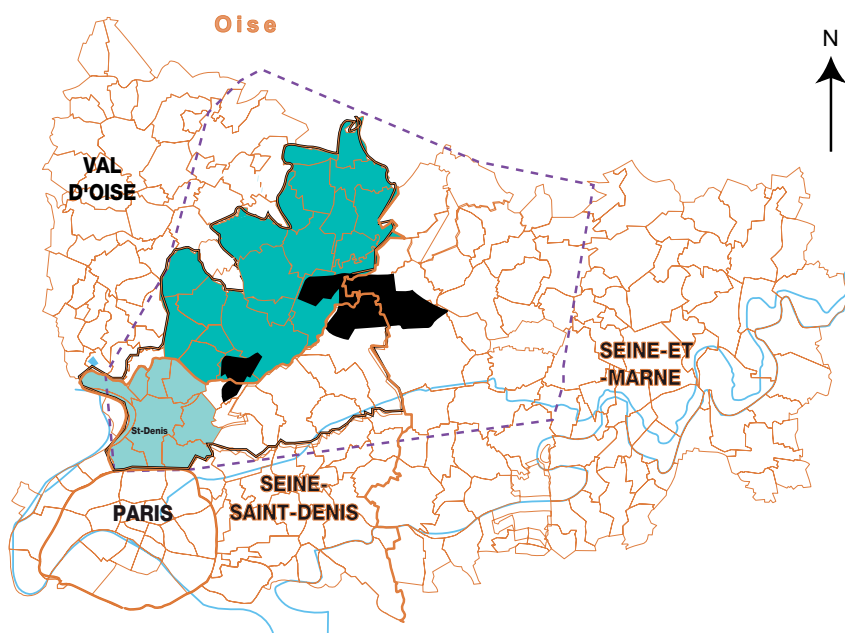 Oise
N
VAL
D'OISE
SEINE-ET
-MARNE
St-Denis
SEINE-
SAINT-DENIS
PARIS